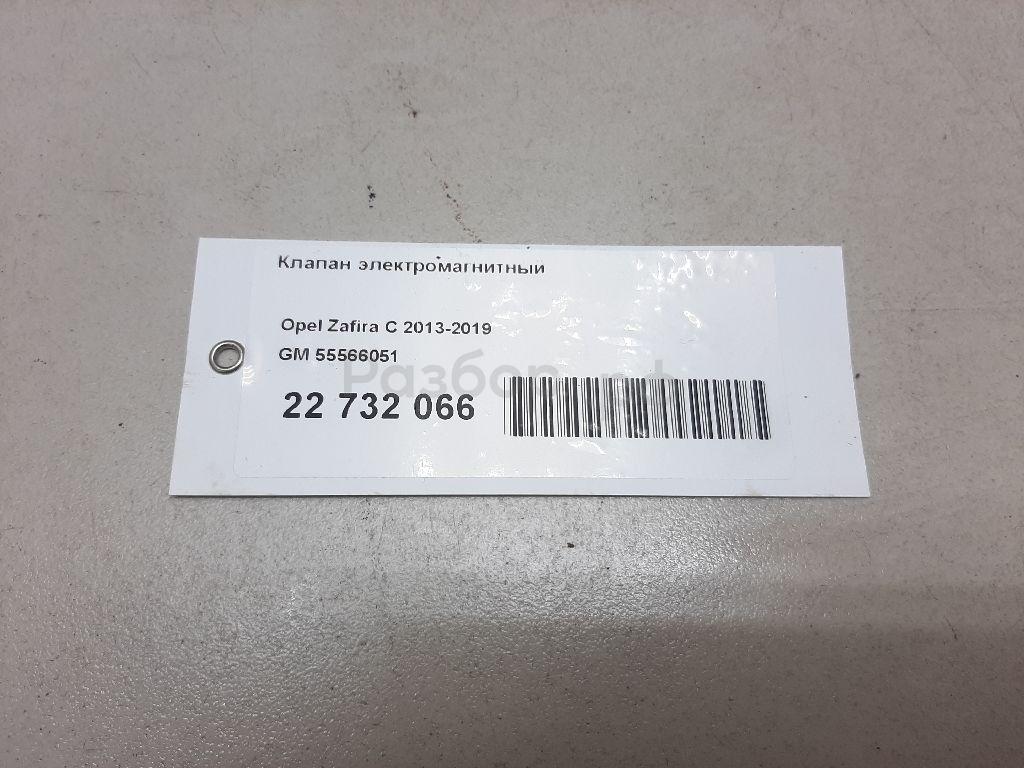 Клапан электромагнитный
Opel Zafira C 2013-2019
GM 55566051
22 732 066